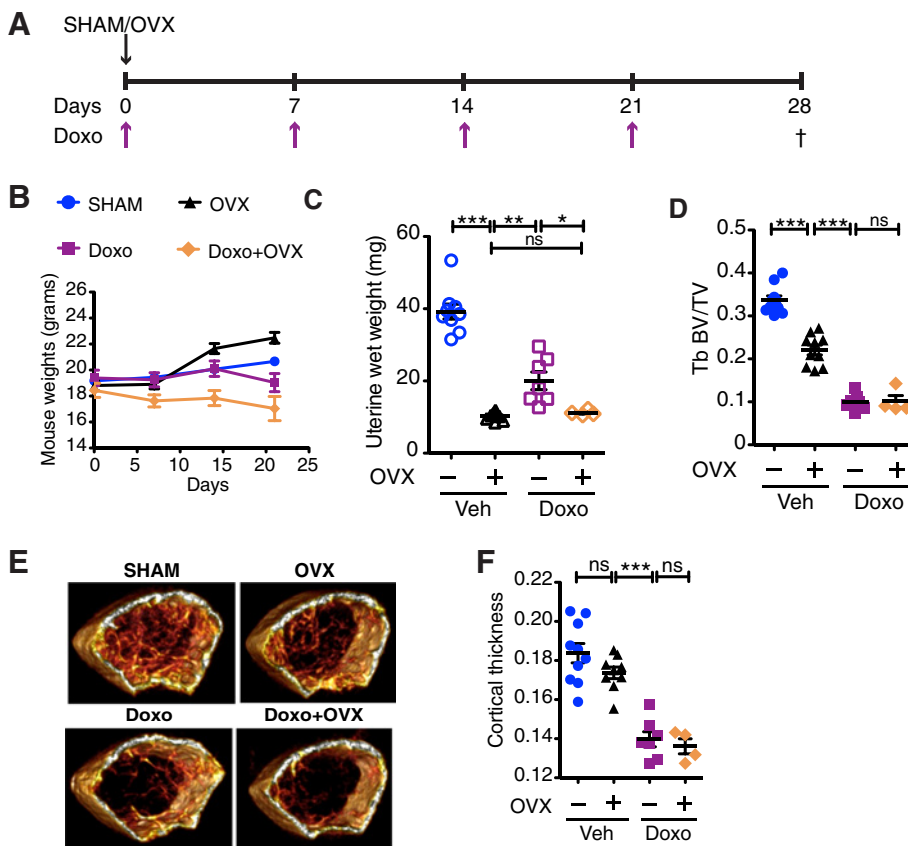 A
SHAM/OVX
Days 0 7 14 21 28
Doxo †
B
SHAM OVX
Doxo Doxo+OVX
Mouse weights (grams)
26
24
22
20
18
16
14
0 5 10 15 20 25
Days
C
*** ** *
ns
Uterine wet weight (mg)
60
40
20
0
OVX − + − +
Veh Doxo
D
*** *** ns
Tb BV/TV
0.5
0.4
0.3
0.2
0.1
0
OVX − + − +
Veh Doxo
E
SHAM OVX
Doxo Doxo+OVX
F
ns *** ns
Cortical thickness
0.22
0.20
0.18
0.16
0.14
0.12
OVX − + − +
Veh Doxo